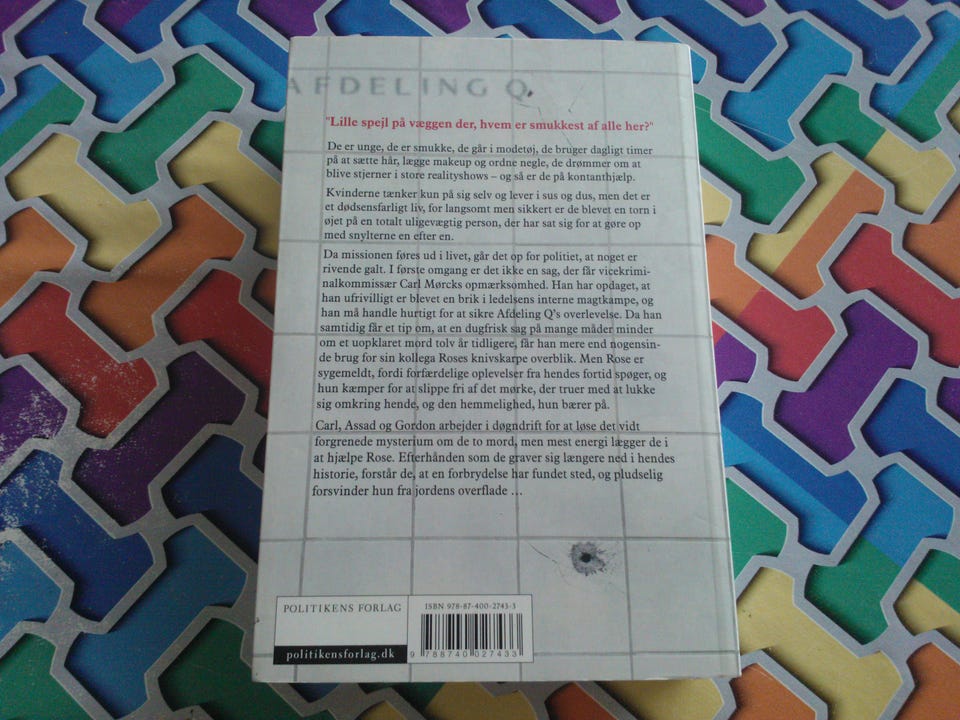 AFDELING Q
"Lille spejl på væggen der, hvem er smukkest af alle her?"
De er unge, de er smukke, de går i modetøj, de bruger dagligt timer
på at sætte hår, lægge makeup og ordne negle, de drømmer om at
blive stjerner i store realityshows – og så er de på kontanthjælp.
Kvinderne tænker kun på sig selv og lever i sus og dus, men det er
et dødsensfarligt liv, for langsomt men sikkert er de blevet en torn i
øjet på en totalt uligevægtig person, der har sat sig for at gøre op
med snylterne en efter en.
Da missionen føres ud i livet, går det op for politiet, at noget er
rivende galt. I første omgang er det ikke en sag, der får vicekrimi-
nalkommissær Carl Mørcks opmærksomhed. Han har opdaget, at
han ufrivilligt er blevet en brik i ledelsens interne magtkampe, og
han må handle hurtigt for at sikre Afdeling Q's overlevelse. Da han
samtidig får et tip om, at en dugfrisk sag på mange måder minder
om et uopklaret mord tolv år tidligere, får han mere end nogensin-
de brug for sin kollega Roses knivskarpe overblik. Men Rose er
sygemeldt, fordi forfærdelige oplevelser fra hendes fortid spøger, og
hun kæmper for at slippe fri af det mørke, der truer med at lukke
sig omkring hende, og den hemmelighed, hun bærer på.
Carl, Assad og Gordon arbejder i døgndrift for at løse det vidt
forgrenede mysterium om de to mord, men mest energi lægger de i
at hjælpe Rose. Efterhånden som de graver sig længere ned i hendes
historie, forstår de, at en forbrydelse har fundet sted, og pludselig
forsvinder hun fra jordens overflade ...
POLITIKENS FORLAG
politikensforlag.dk
ISBN 978-87-400-2743-3
9 788740 027433